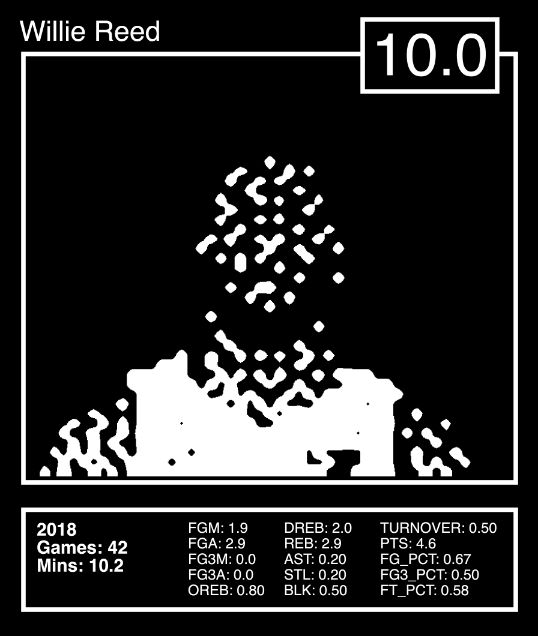 Willie Reed
10.0
2018
Games: 42
Mins: 10.2
FGM: 1.9
FGA: 2.9
FG3M: 0.0
FG3A: 0.0
OREB: 0.80
DREB: 2.0
REB: 2.9
AST: 0.20
STL: 0.20
BLK: 0.50
TURNOVER: 0.50
PTS: 4.6
FG_PCT: 0.67
FG3_PCT: 0.50
FT_PCT: 0.58